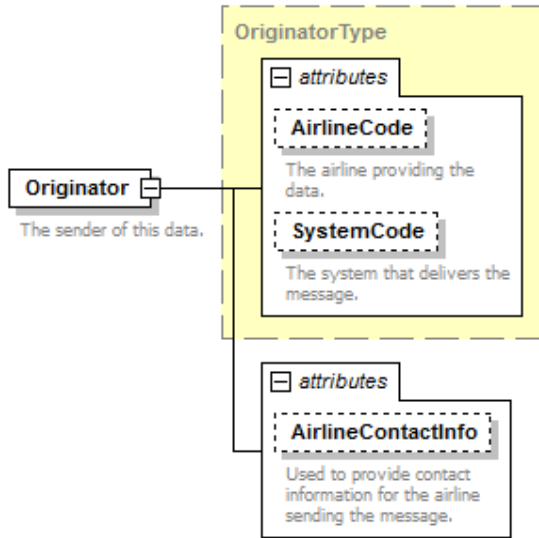 OriginatorType
attributes
AirlineCode
The airline providing the
data.
Originator
The sender of this data.
SystemCode
The system that delivers the
message.
attributes
AirlineContactInfo
Used to provide contact
information for the airline
sending the message.